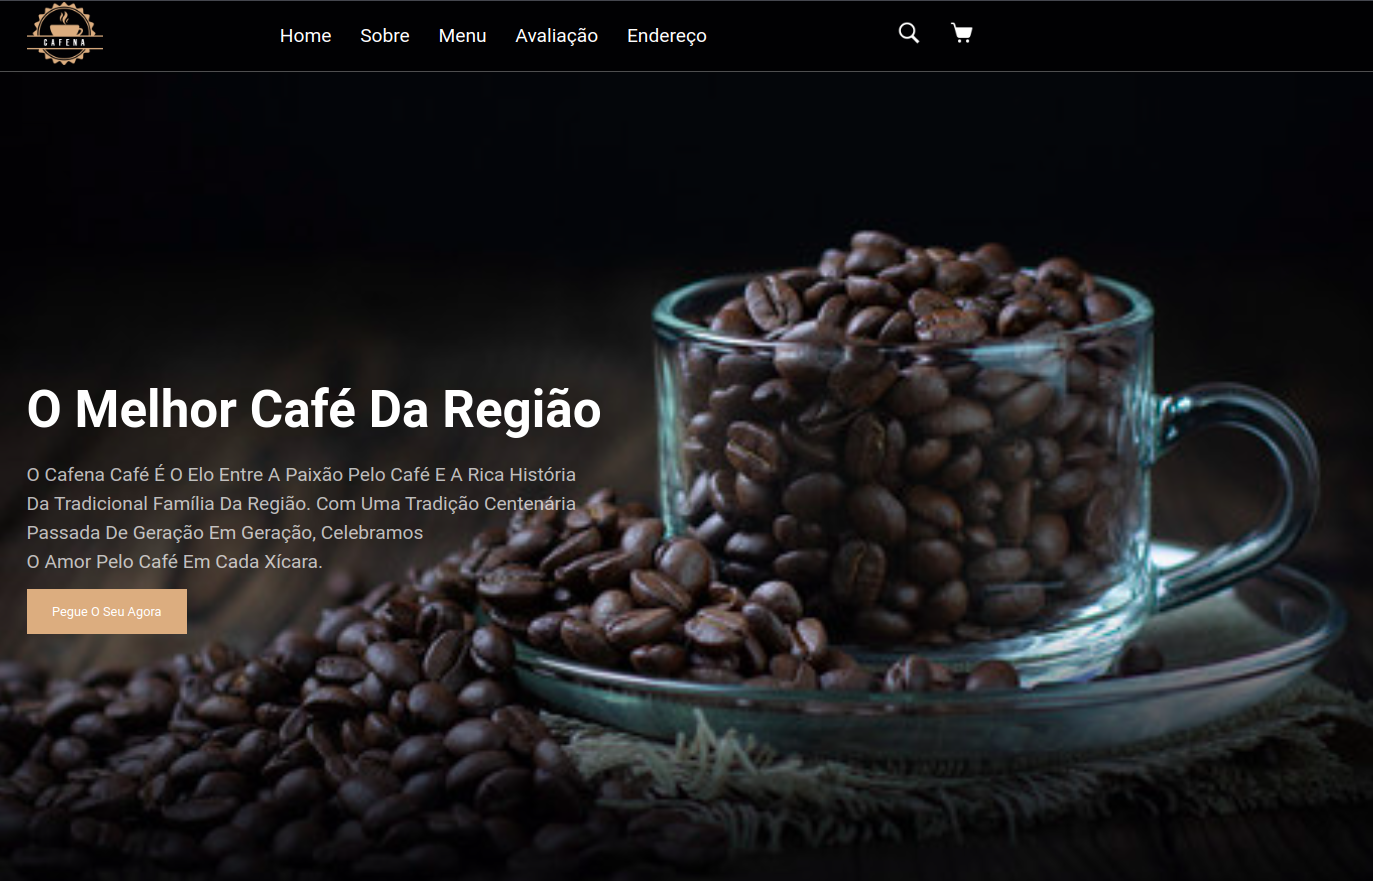 CAFENA
Home Sobre Menu Avaliação Endereço
O Melhor Café Da Região
O Cafena Café É O Elo Entre A Paixão Pelo Café E A Rica História
Da Tradicional Família Da Região. Com Uma Tradição Centenária
Passada De Geração Em Geração, Celebramos
O Amor Pelo Café Em Cada Xícara.
Pegue O Seu Agora